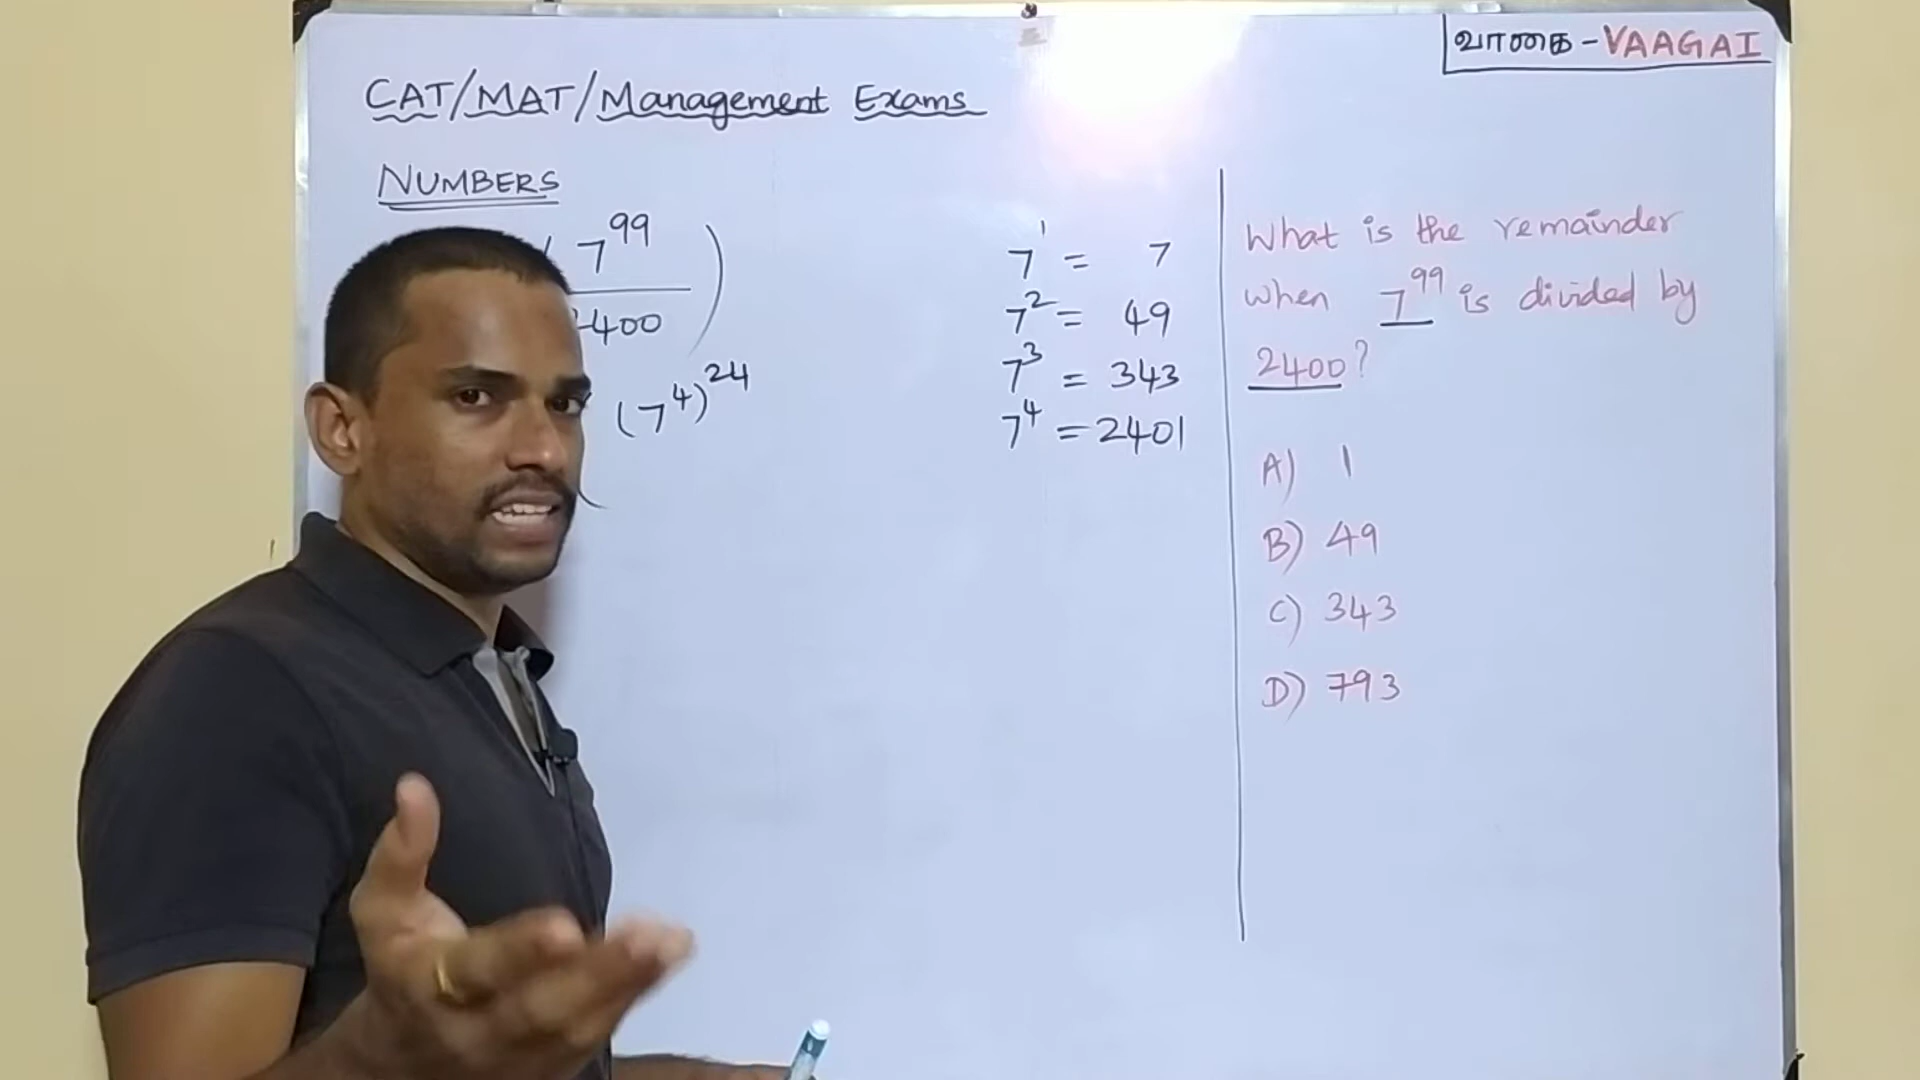 வாகை - VAAGAI
CAT/MAT/Management Exams
NUMBERS
7^99
2400
(7^4)^24
7^1 = 7
7^2 = 49
7^3 = 343
7^4 = 2401
What is the remainder
when 7^99 is divided by
2400?
A) 1
B) 49
C) 343
D) 793